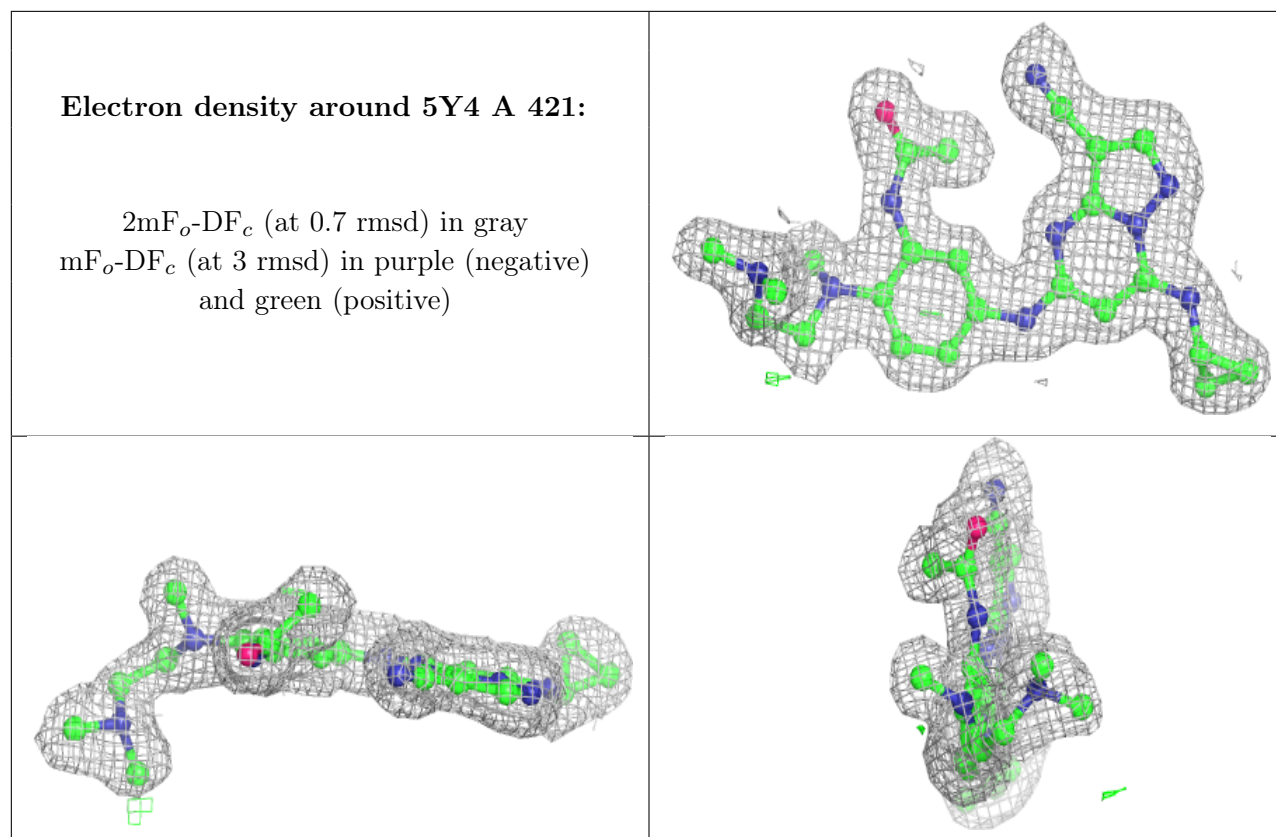 Electron density around 5Y4 A 421:
2mFₒ-DF𝒸 (at 0.7 rmsd) in gray
mFₒ-DF𝒸 (at 3 rmsd) in purple (negative)
and green (positive)